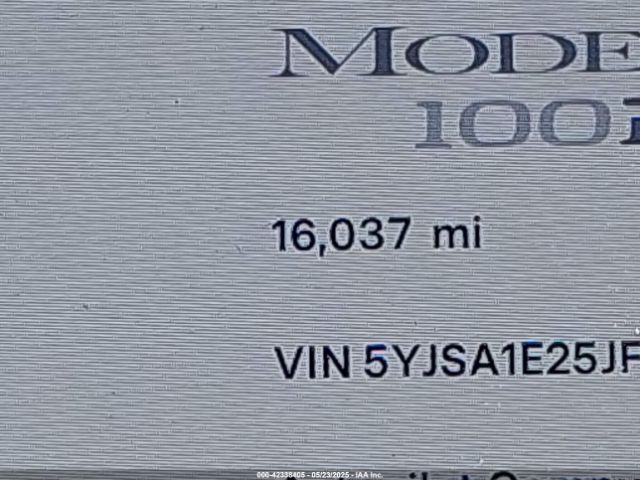 MODE
100
16,037 mi
VIN 5YJSA1E25JF
000-42338405 - 05/23/2025 - IAA Inc.